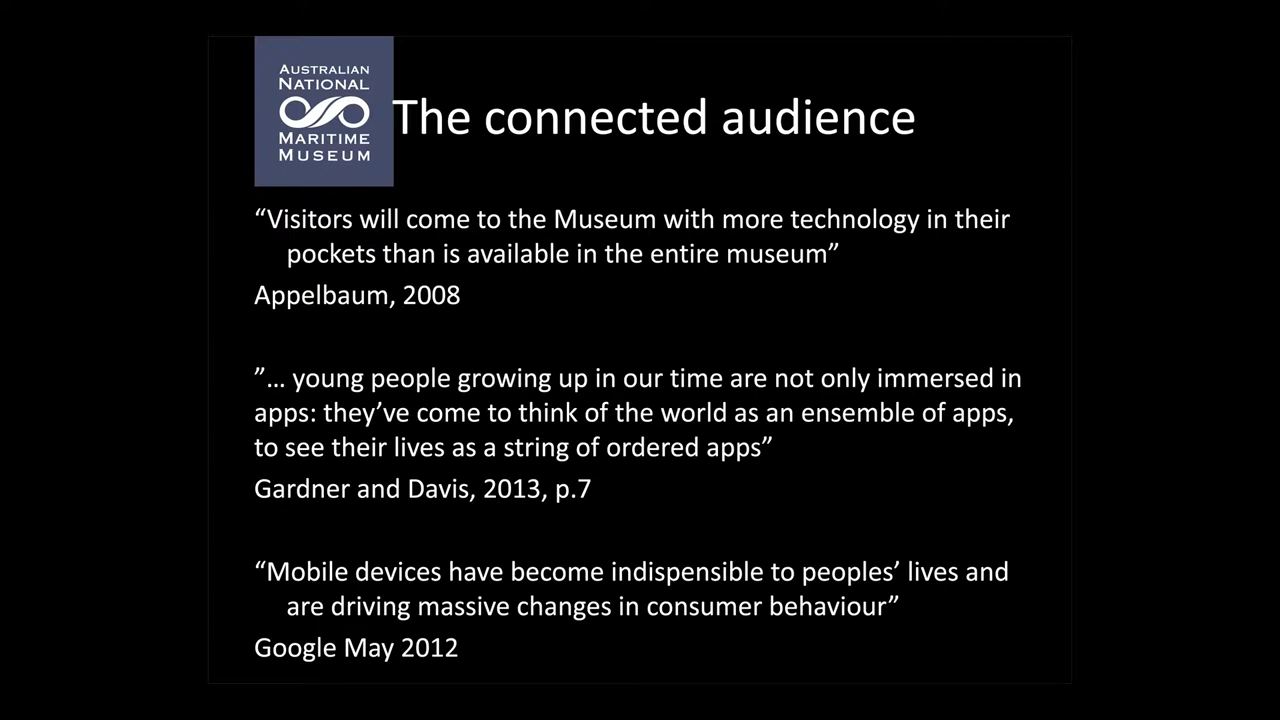 AUSTRALIAN
NATIONAL
MARITIME
MUSEUM
The connected audience
“Visitors will come to the Museum with more technology in their
pockets than is available in the entire museum”
Appelbaum, 2008
”… young people growing up in our time are not only immersed in
apps: they’ve come to think of the world as an ensemble of apps,
to see their lives as a string of ordered apps”
Gardner and Davis, 2013, p.7
“Mobile devices have become indispensible to peoples’ lives and
are driving massive changes in consumer behaviour”
Google May 2012